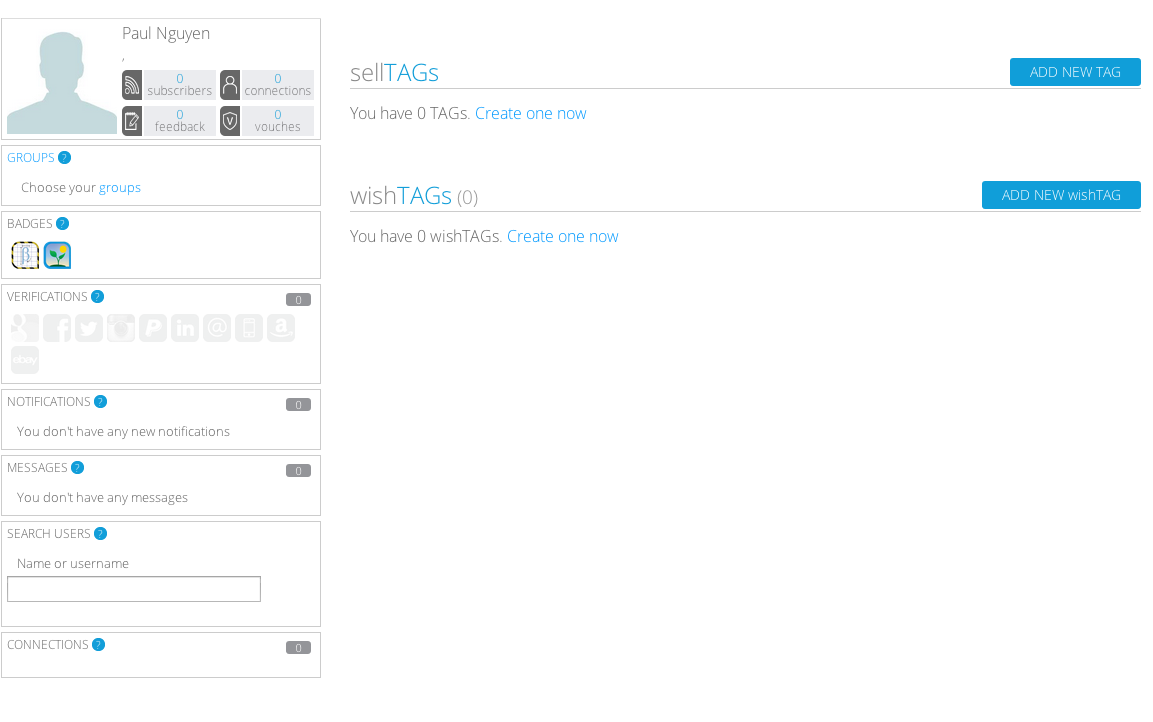 Paul Nguyen
,
0
subscribers
0
connections
0
feedback
0
vouches
GROUPS ?
Choose your groups
BADGES ?
β
VERIFICATIONS ? 0
ebay
NOTIFICATIONS ? 0
You don't have any new notifications
MESSAGES ? 0
You don't have any messages
SEARCH USERS ?
Name or username
CONNECTIONS ? 0
sellTAGs ADD NEW TAG
You have 0 TAGs. Create one now
wishTAGs (0) ADD NEW wishTAG
You have 0 wishTAGs. Create one now